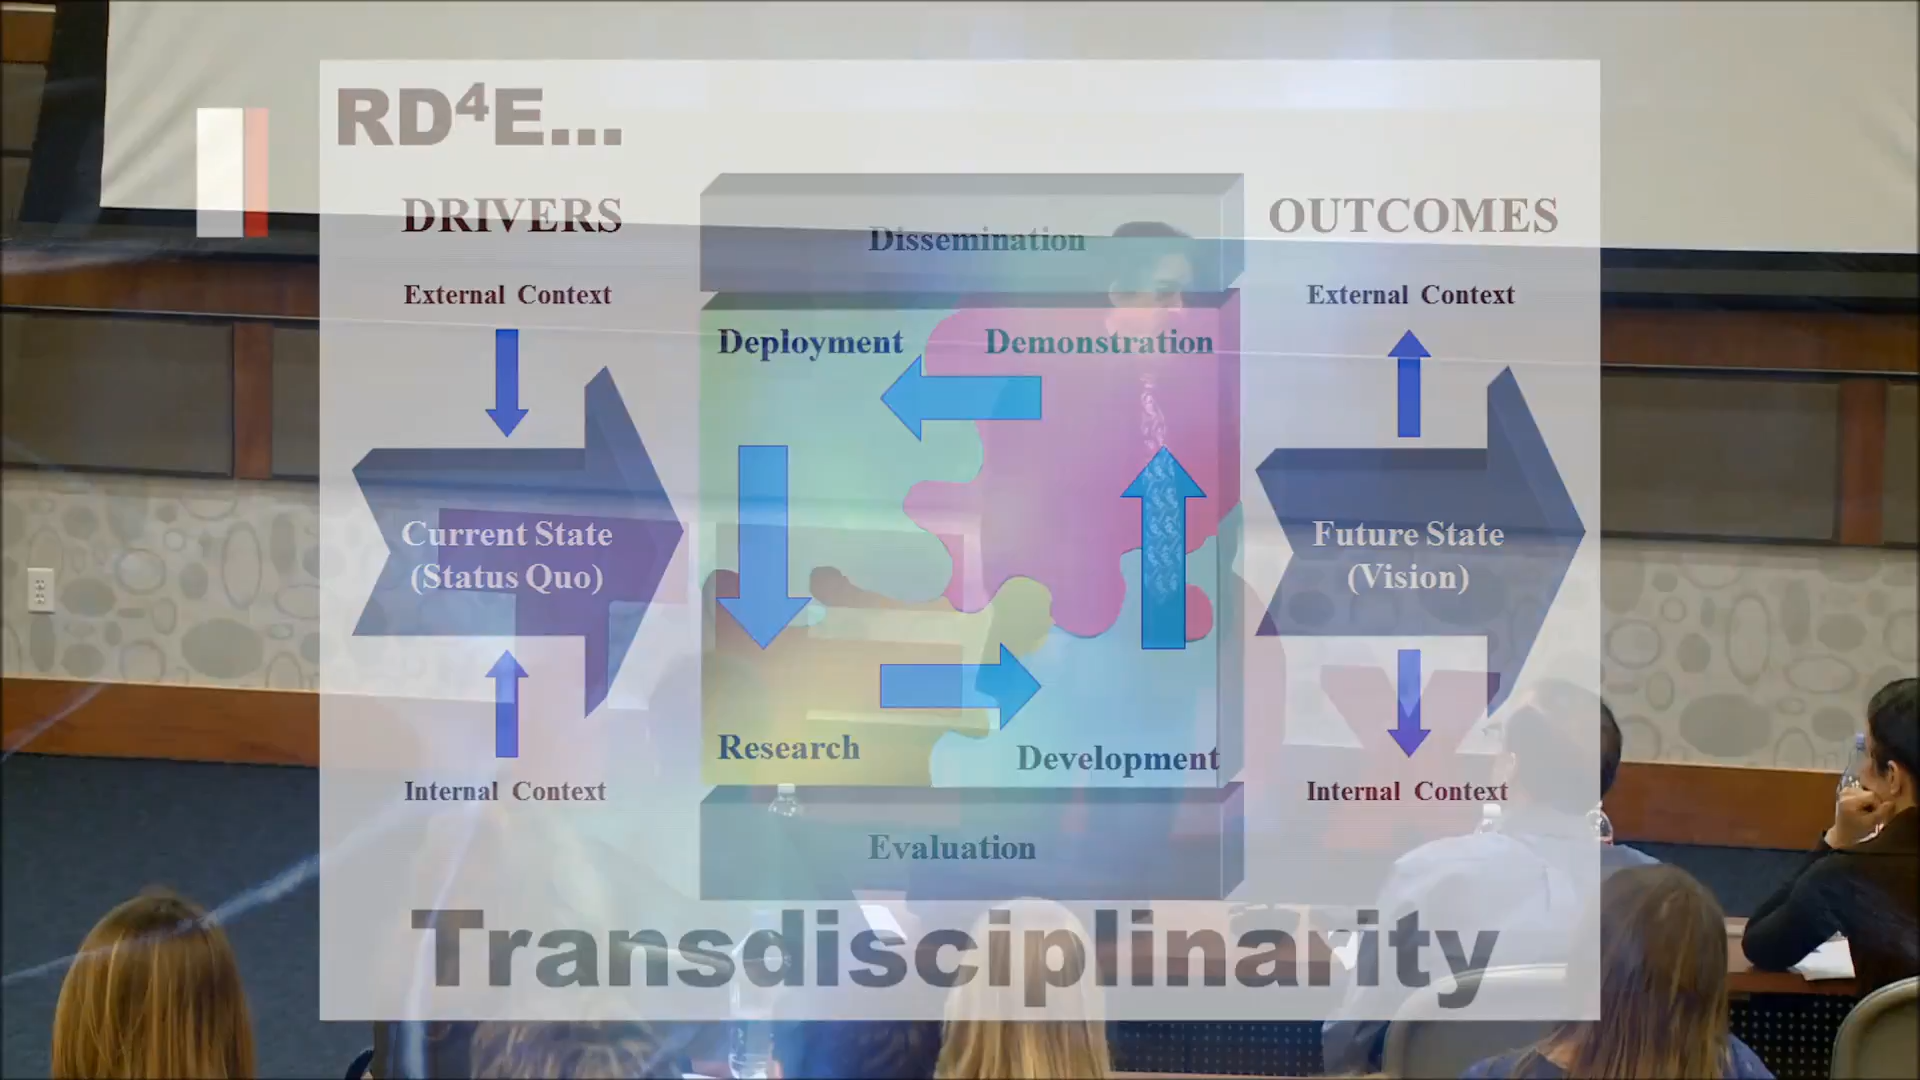 RD⁴E...
DRIVERS
OUTCOMES
External Context
External Context
Dissemination
Deployment
Demonstration
Current State
(Status Quo)
Future State
(Vision)
Research
Development
Internal Context
Internal Context
Evaluation
Transdisciplinarity